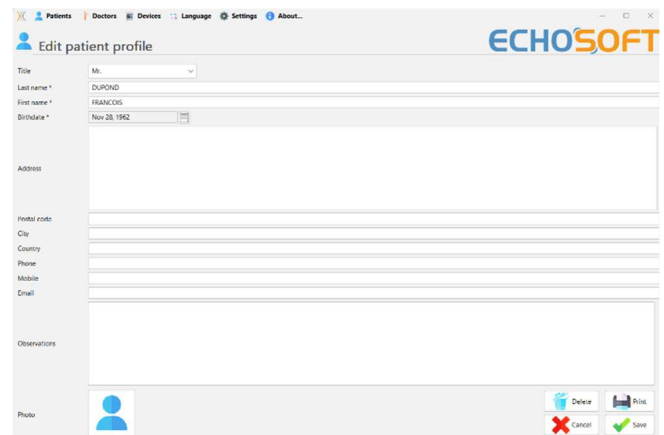 Patients Doctors Devices Language Settings About...
Edit patient profile
ECHOSOFT
Title Mr.
Last name * DUPOND
First name * FRANCOIS
Birthdate * Nov 28, 1962
Address
Postal code
City
Country
Phone
Mobile
Email
Observations
Photo
Delete Print
Cancel Save